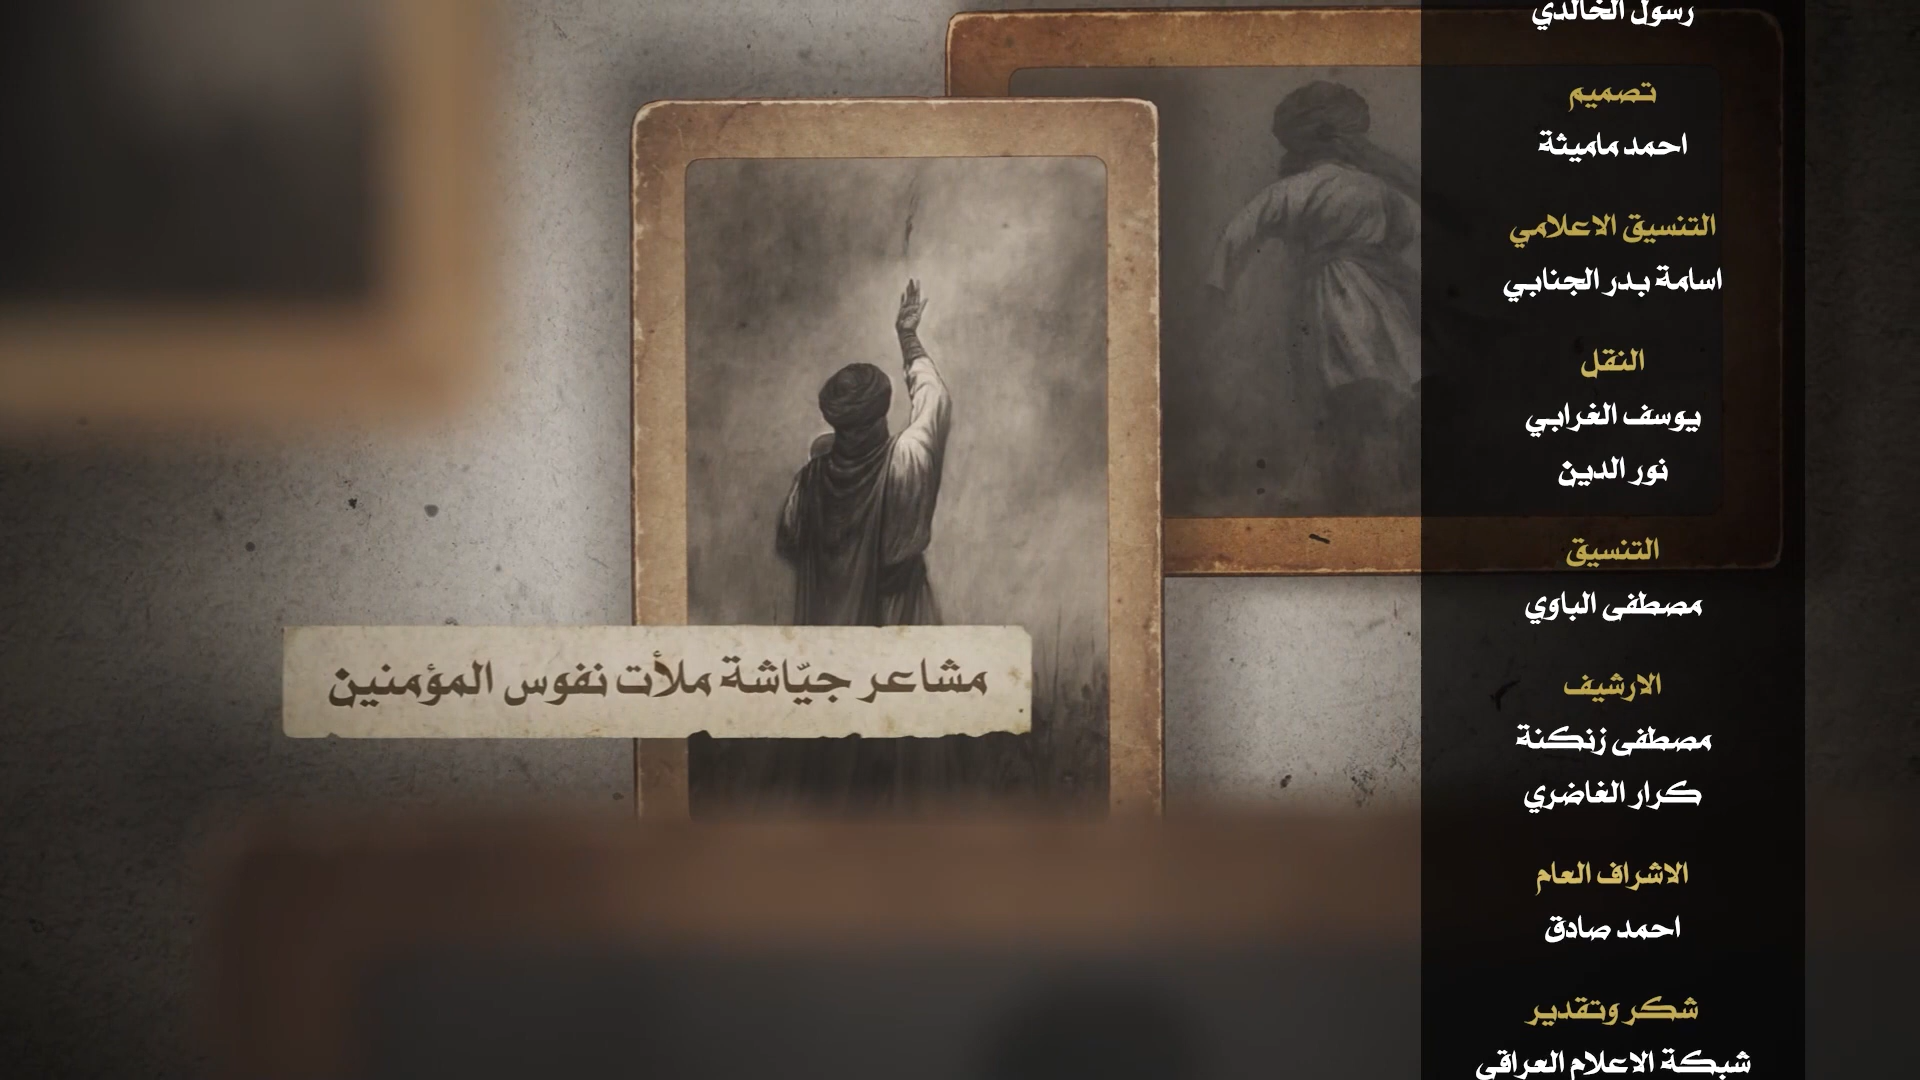 رسول الخالدي
تصميم
احمد ماميثة
التنسيق الاعلامي
اسامة بدر الجنابي
النقل
يوسف الغرابي
نور الدين
التنسيق
مصطفى الباوي
الارشيف
مصطفى زنكنة
كرار الغاضري
الاشراف العام
احمد صادق
شكر وتقدير
شبكة الاعلام العراقي
مشاعر جيّاشة ملأت نفوس المؤمنين